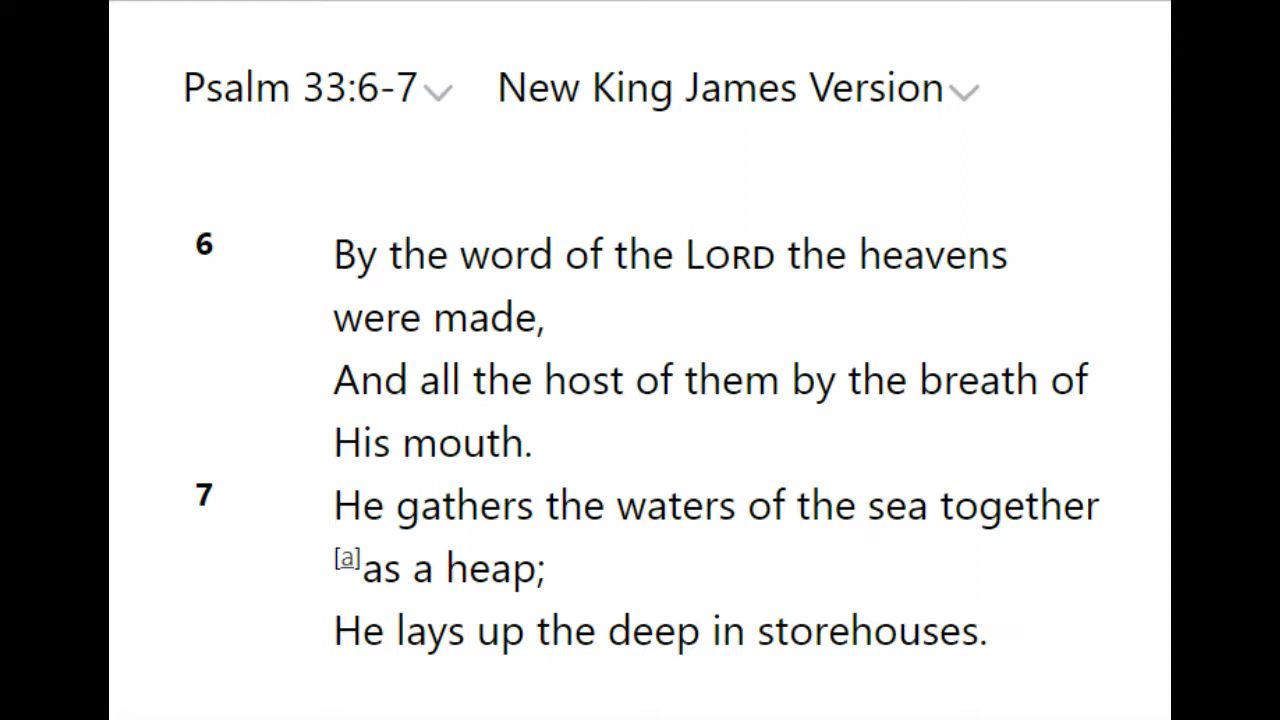 Psalm 33:6-7 New King James Version
6 By the word of the LORD the heavens
were made,
And all the host of them by the breath of
His mouth.
7 He gathers the waters of the sea together
[a]as a heap;
He lays up the deep in storehouses.